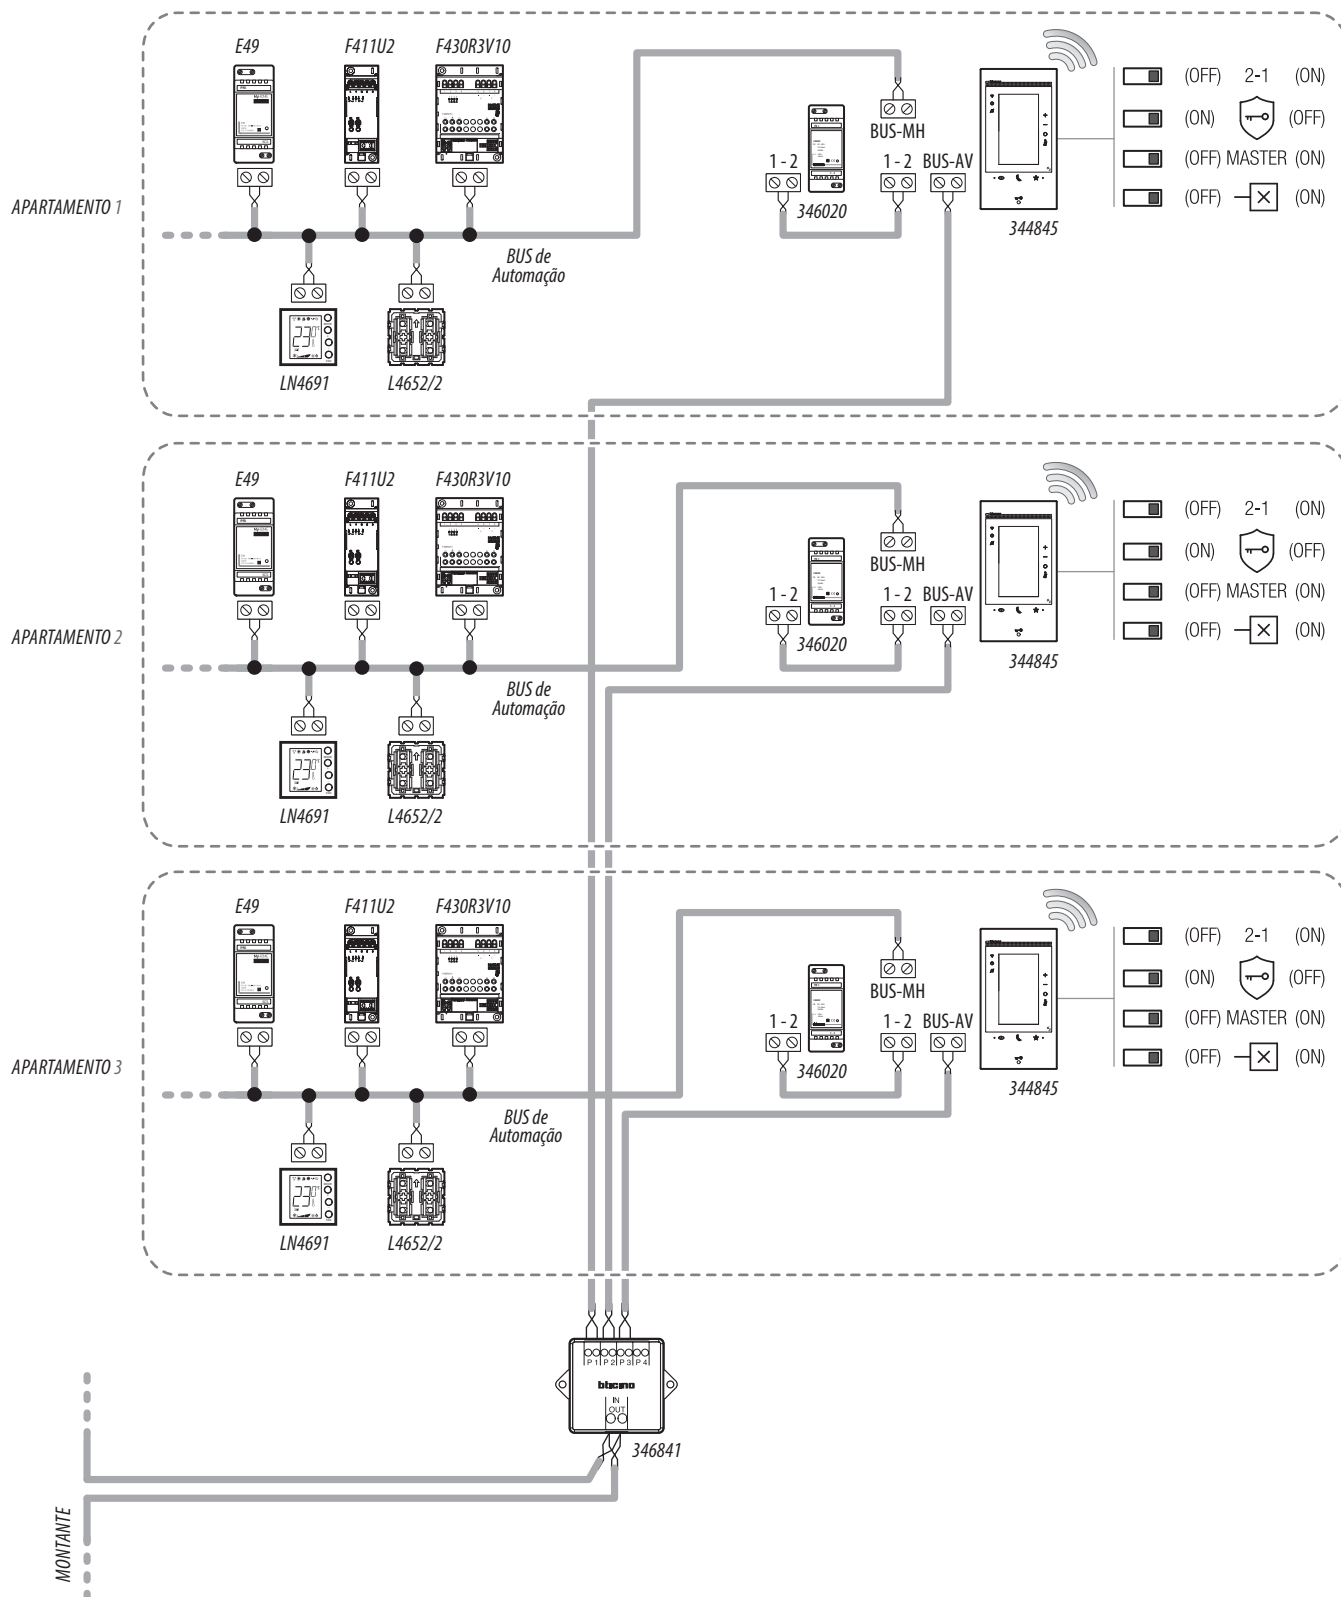 E49 F411U2 F430R3V10
(OFF) 2-1 (ON)
(ON) (OFF)
BUS-MH
1 - 2 1 - 2 BUS-AV
(OFF) MASTER (ON)
(OFF) (ON)
APARTAMENTO 1
346020
344845
BUS de
Automação
LN4691 L4652/2
E49 F411U2 F430R3V10
(OFF) 2-1 (ON)
(ON) (OFF)
BUS-MH
1 - 2 1 - 2 BUS-AV
(OFF) MASTER (ON)
(OFF) (ON)
APARTAMENTO 2
346020
344845
BUS de
Automação
LN4691 L4652/2
E49 F411U2 F430R3V10
(OFF) 2-1 (ON)
(ON) (OFF)
BUS-MH
1 - 2 1 - 2 BUS-AV
(OFF) MASTER (ON)
(OFF) (ON)
APARTAMENTO 3
346020
344845
BUS de
Automação
LN4691 L4652/2
P1 P2 P3 P4
bticino
IN
OUT
346841
MONTANTE